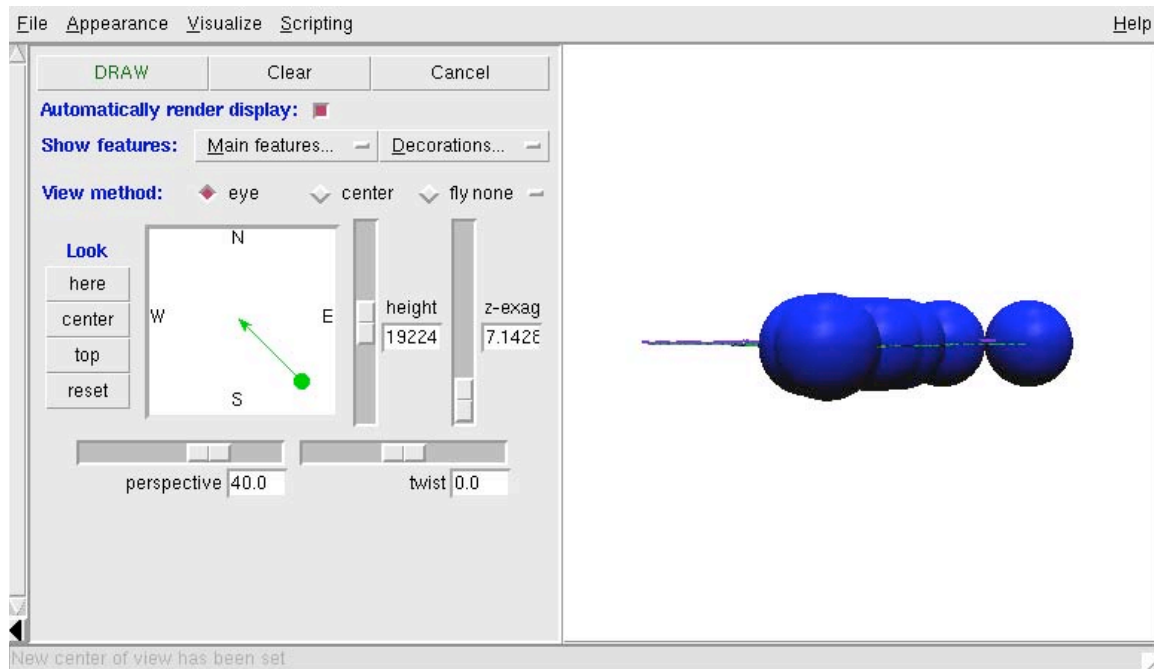 File Appearance Visualize Scripting Help
DRAW Clear Cancel
Automatically render display:
Show features: Main features... Decorations...
View method: eye center fly none
N
Look
here
W E height z-exag
center 19224 7.1428
top
reset
S
perspective 40.0 twist 0.0
New center of view has been set